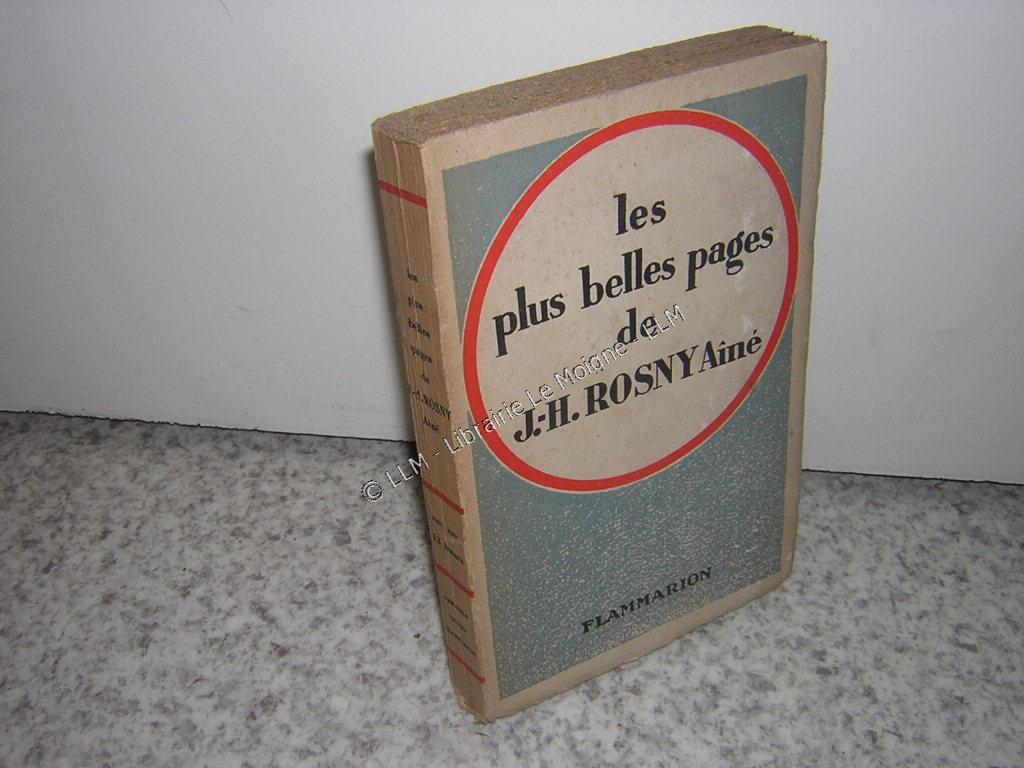 les
plus belles pages
de
J.-H. ROSNY Aîné
FLAMMARION
les
plus
belles
pages
de
J.-H. ROSNY
Aîné
© LLM - Librairie Le Moigne - LLM